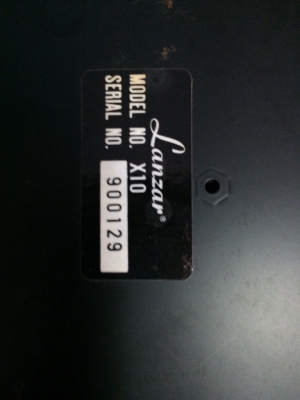 Lanzar®
MODEL NO. X10
SERIAL NO. 900129